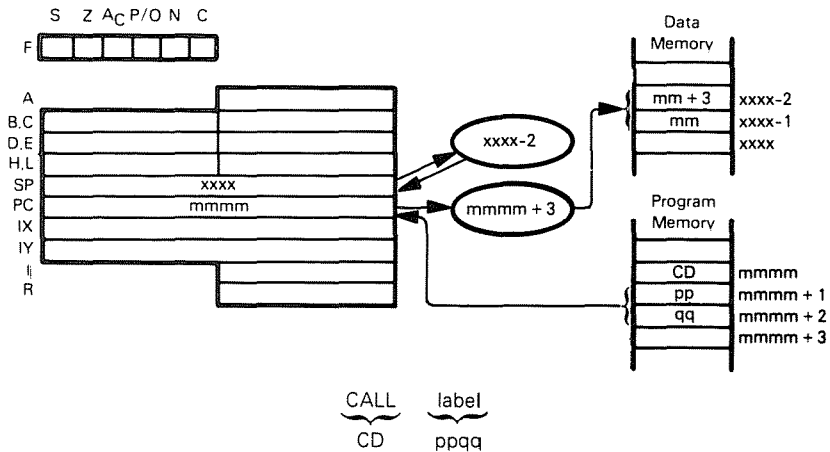 S Z AC P/O N C
F
A
B,C
D,E
H,L
SP xxxx
PC mmmm
IX
IY
I
R
xxxx-2
mmmm + 3
Data
Memory
mm + 3 xxxx-2
mm xxxx-1
xxxx
Program
Memory
CD mmmm
pp mmmm + 1
qq mmmm + 2
mmmm + 3
CALL label
CD ppqq